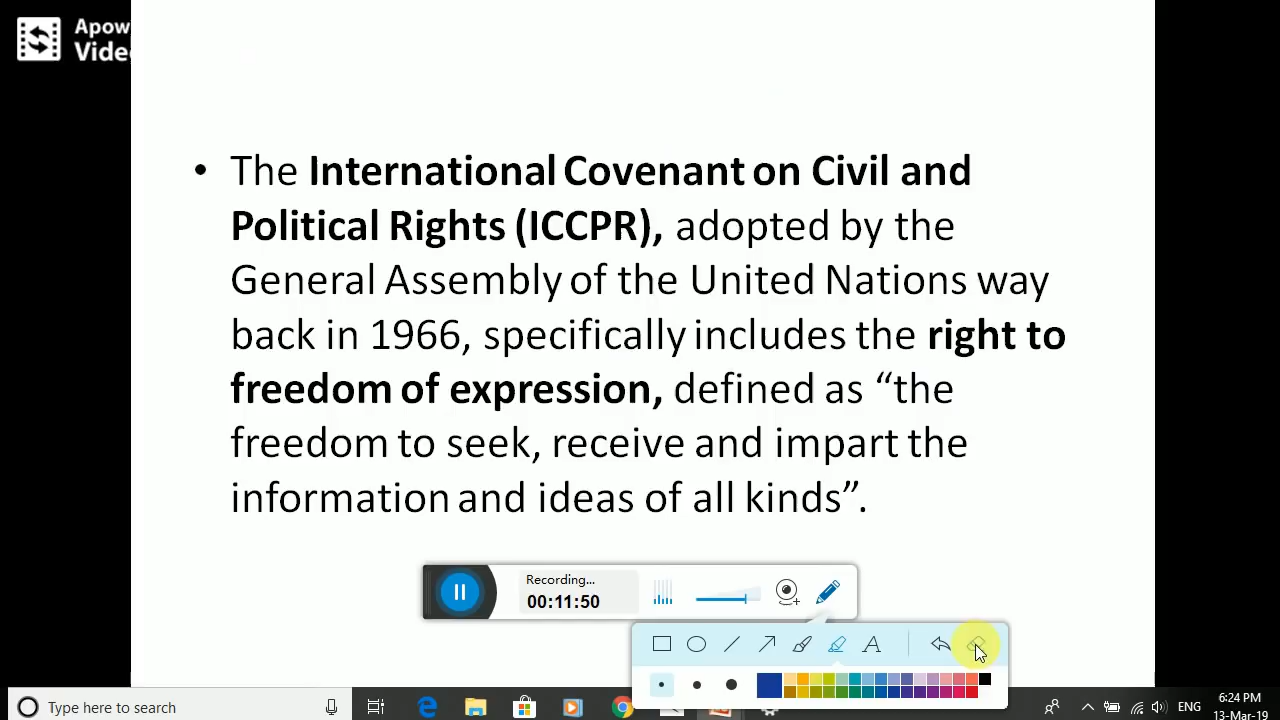 Apow
Vide
• The International Covenant on Civil and
Political Rights (ICCPR), adopted by the
General Assembly of the United Nations way
back in 1966, specifically includes the right to
freedom of expression, defined as “the
freedom to seek, receive and impart the
information and ideas of all kinds”.
Recording...
00:11:50
A
Type here to search
ENG
6:24 PM
13-Mar-19